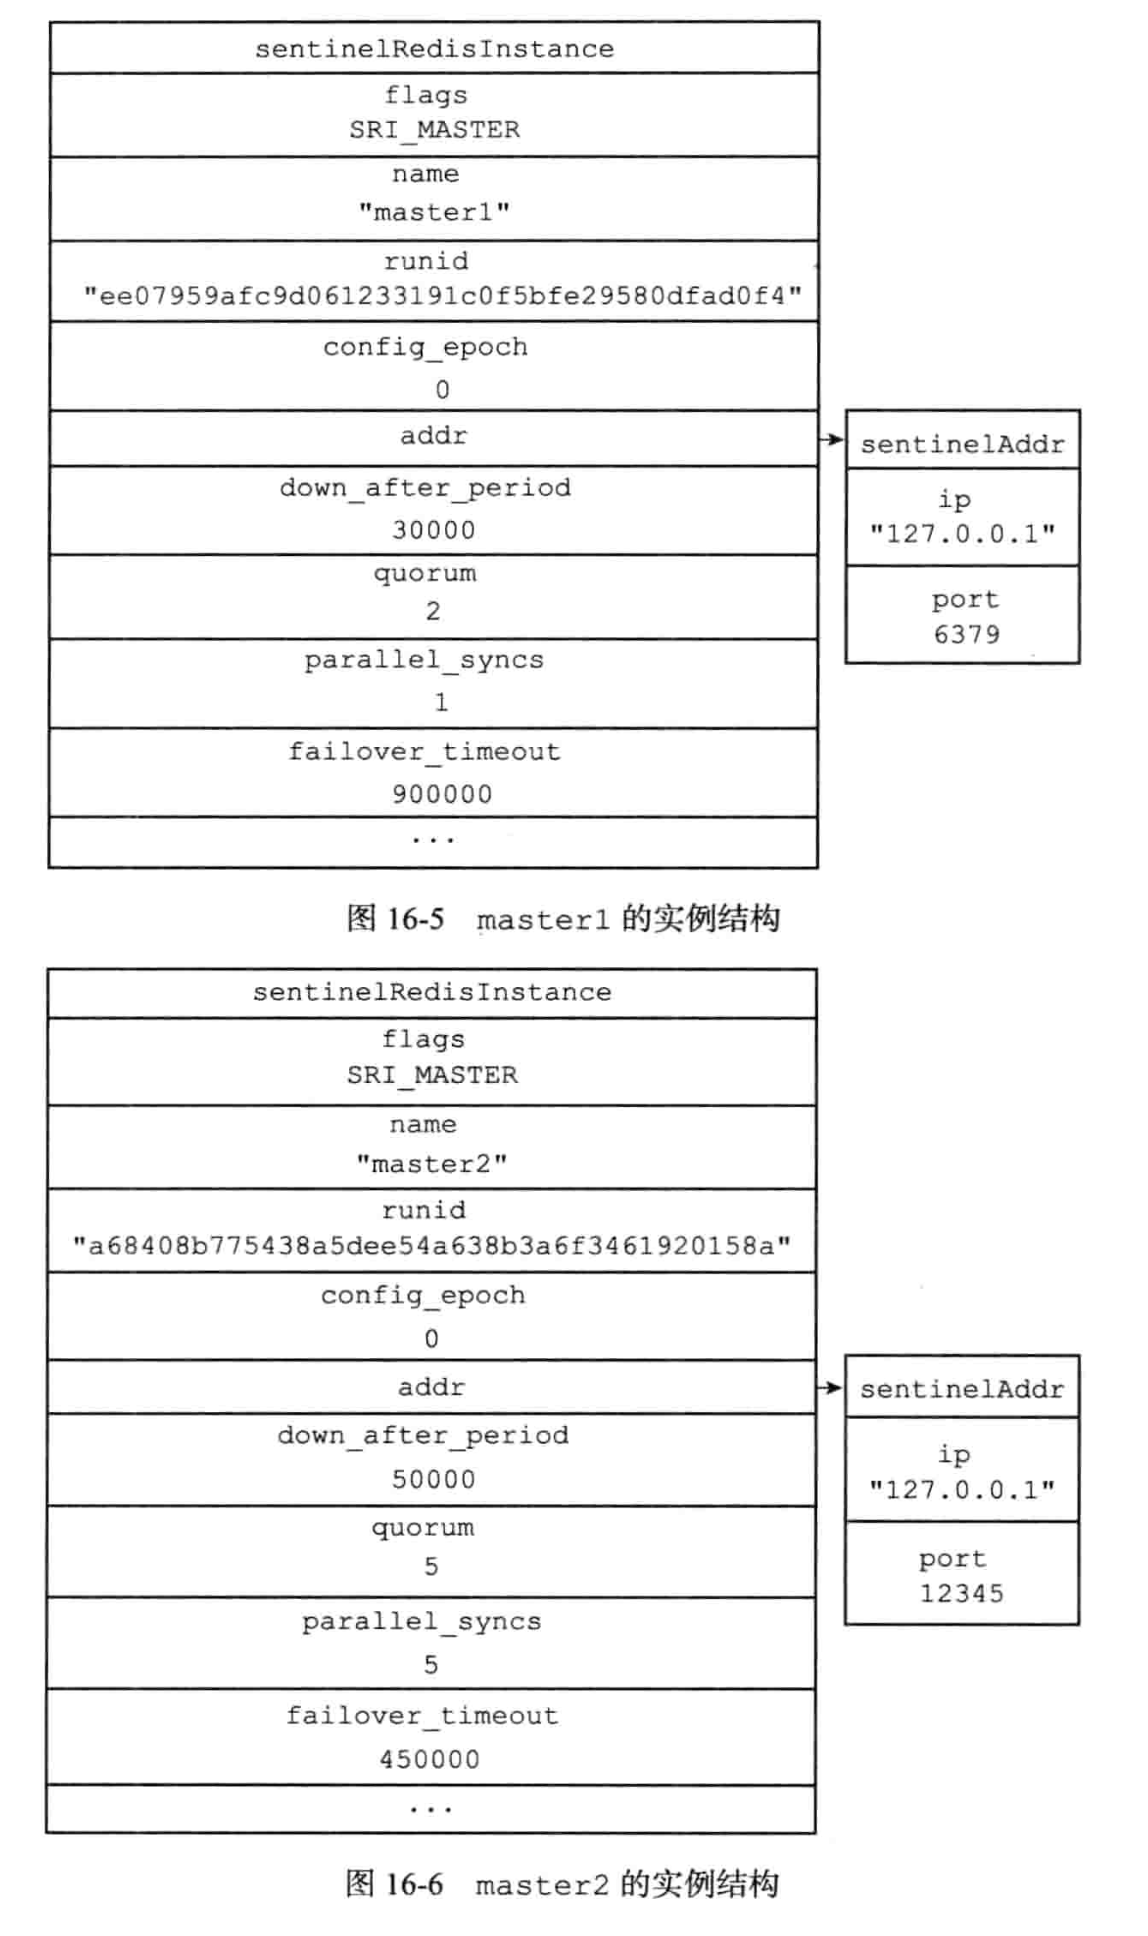 sentinelRedisInstance
flags
SRI_MASTER
name
"master1"
runid
"ee07959afc9d061233191c0f5bfe29580dfad0f4"
config_epoch
0
addr
down_after_period
30000
quorum
2
parallel_syncs
1
failover_timeout
900000
...
sentinelAddr
ip
"127.0.0.1"
port
6379
图 16-5 master1 的实例结构
sentinelRedisInstance
flags
SRI_MASTER
name
"master2"
runid
"a68408b775438a5dee54a638b3a6f3461920158a"
config_epoch
0
addr
down_after_period
50000
quorum
5
parallel_syncs
5
failover_timeout
450000
...
sentinelAddr
ip
"127.0.0.1"
port
12345
图 16-6 master2 的实例结构